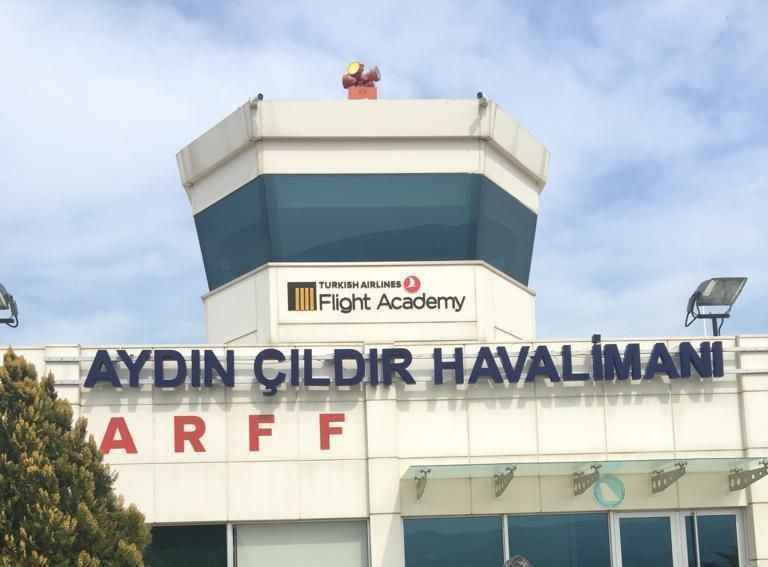 TURKISH AIRLINES
Flight Academy
AYDIN ÇILDIR HAVALİMANI
ARFF